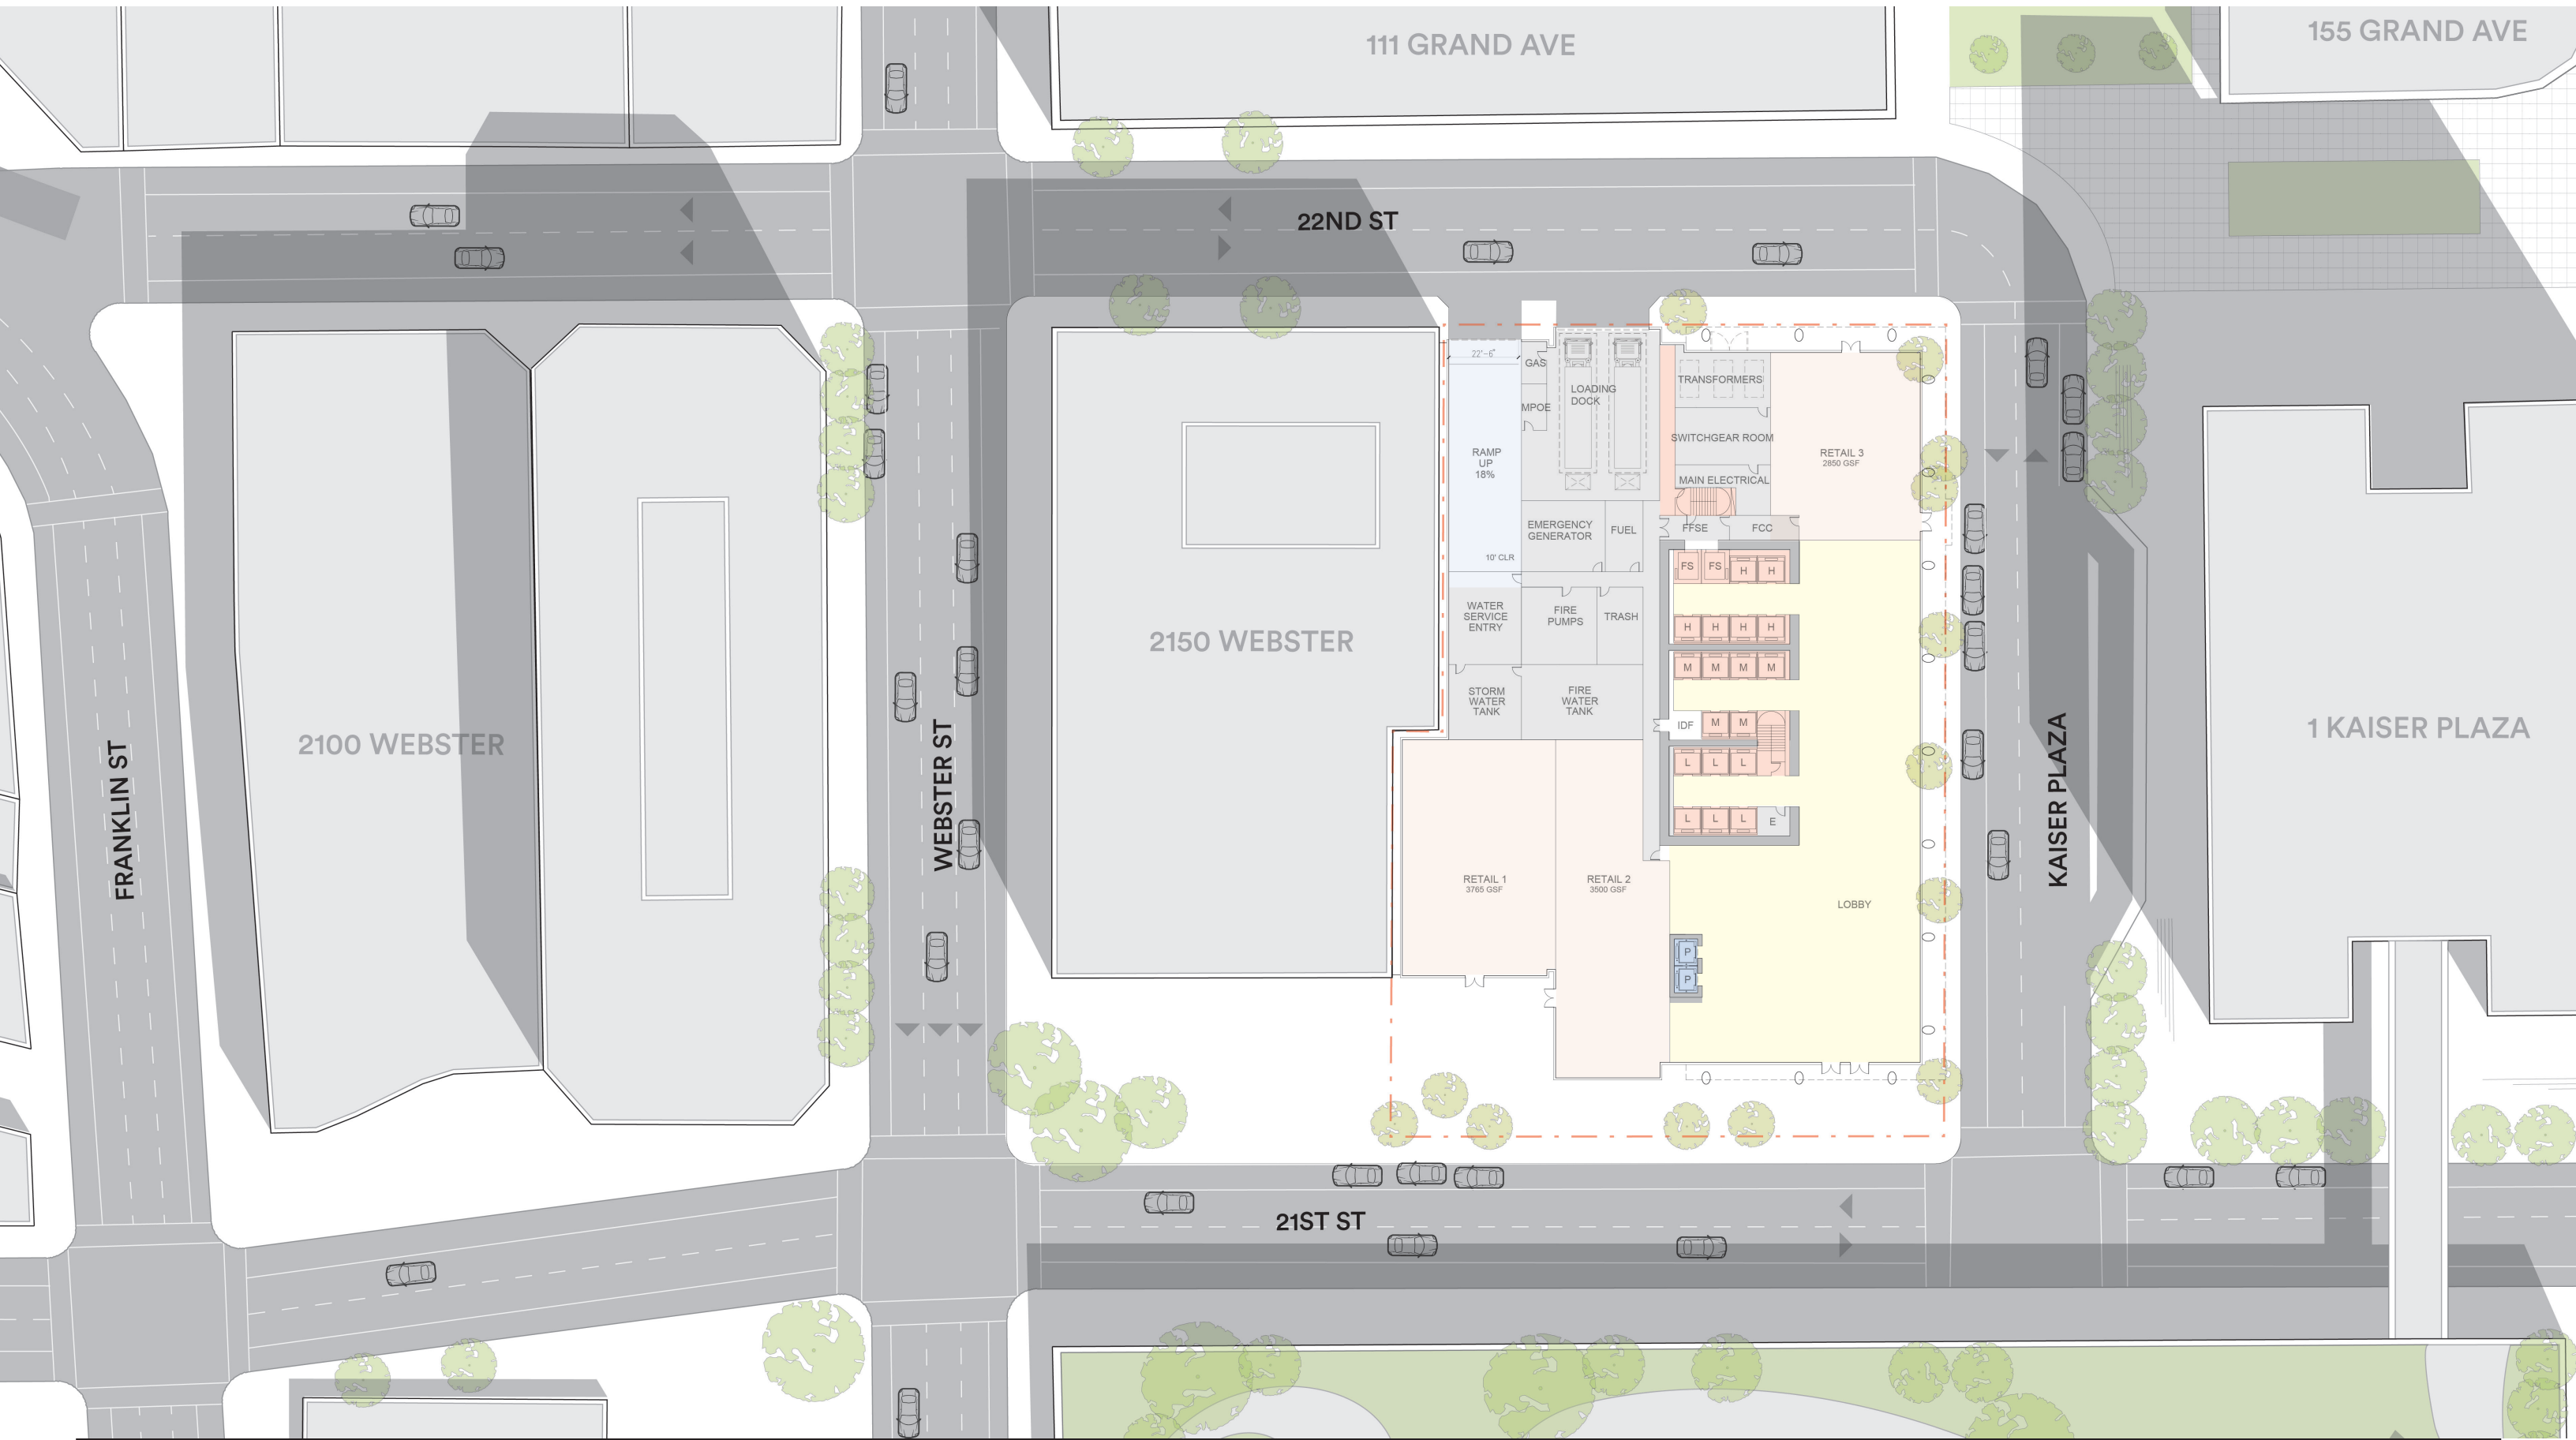 111 GRAND AVE
155 GRAND AVE
22ND ST
22'-6"
GAS
LOADING
DOCK
MPOE
TRANSFORMERS
SWITCHGEAR ROOM
MAIN ELECTRICAL
RETAIL 3
2850 GSF
RAMP
UP
18%
10' CLR
EMERGENCY
GENERATOR
FUEL
FFSE
FCC
FS
FS
H
H
WATER
SERVICE
ENTRY
FIRE
PUMPS
TRASH
H
H
H
H
M
M
M
M
STORM
WATER
TANK
FIRE
WATER
TANK
IDF
M
M
L
L
L
L
L
L
E
2150 WEBSTER
2100 WEBSTER
1 KAISER PLAZA
FRANKLIN ST
WEBSTER ST
KAISER PLAZA
RETAIL 1
3765 GSF
RETAIL 2
3500 GSF
LOBBY
P
P
21ST ST